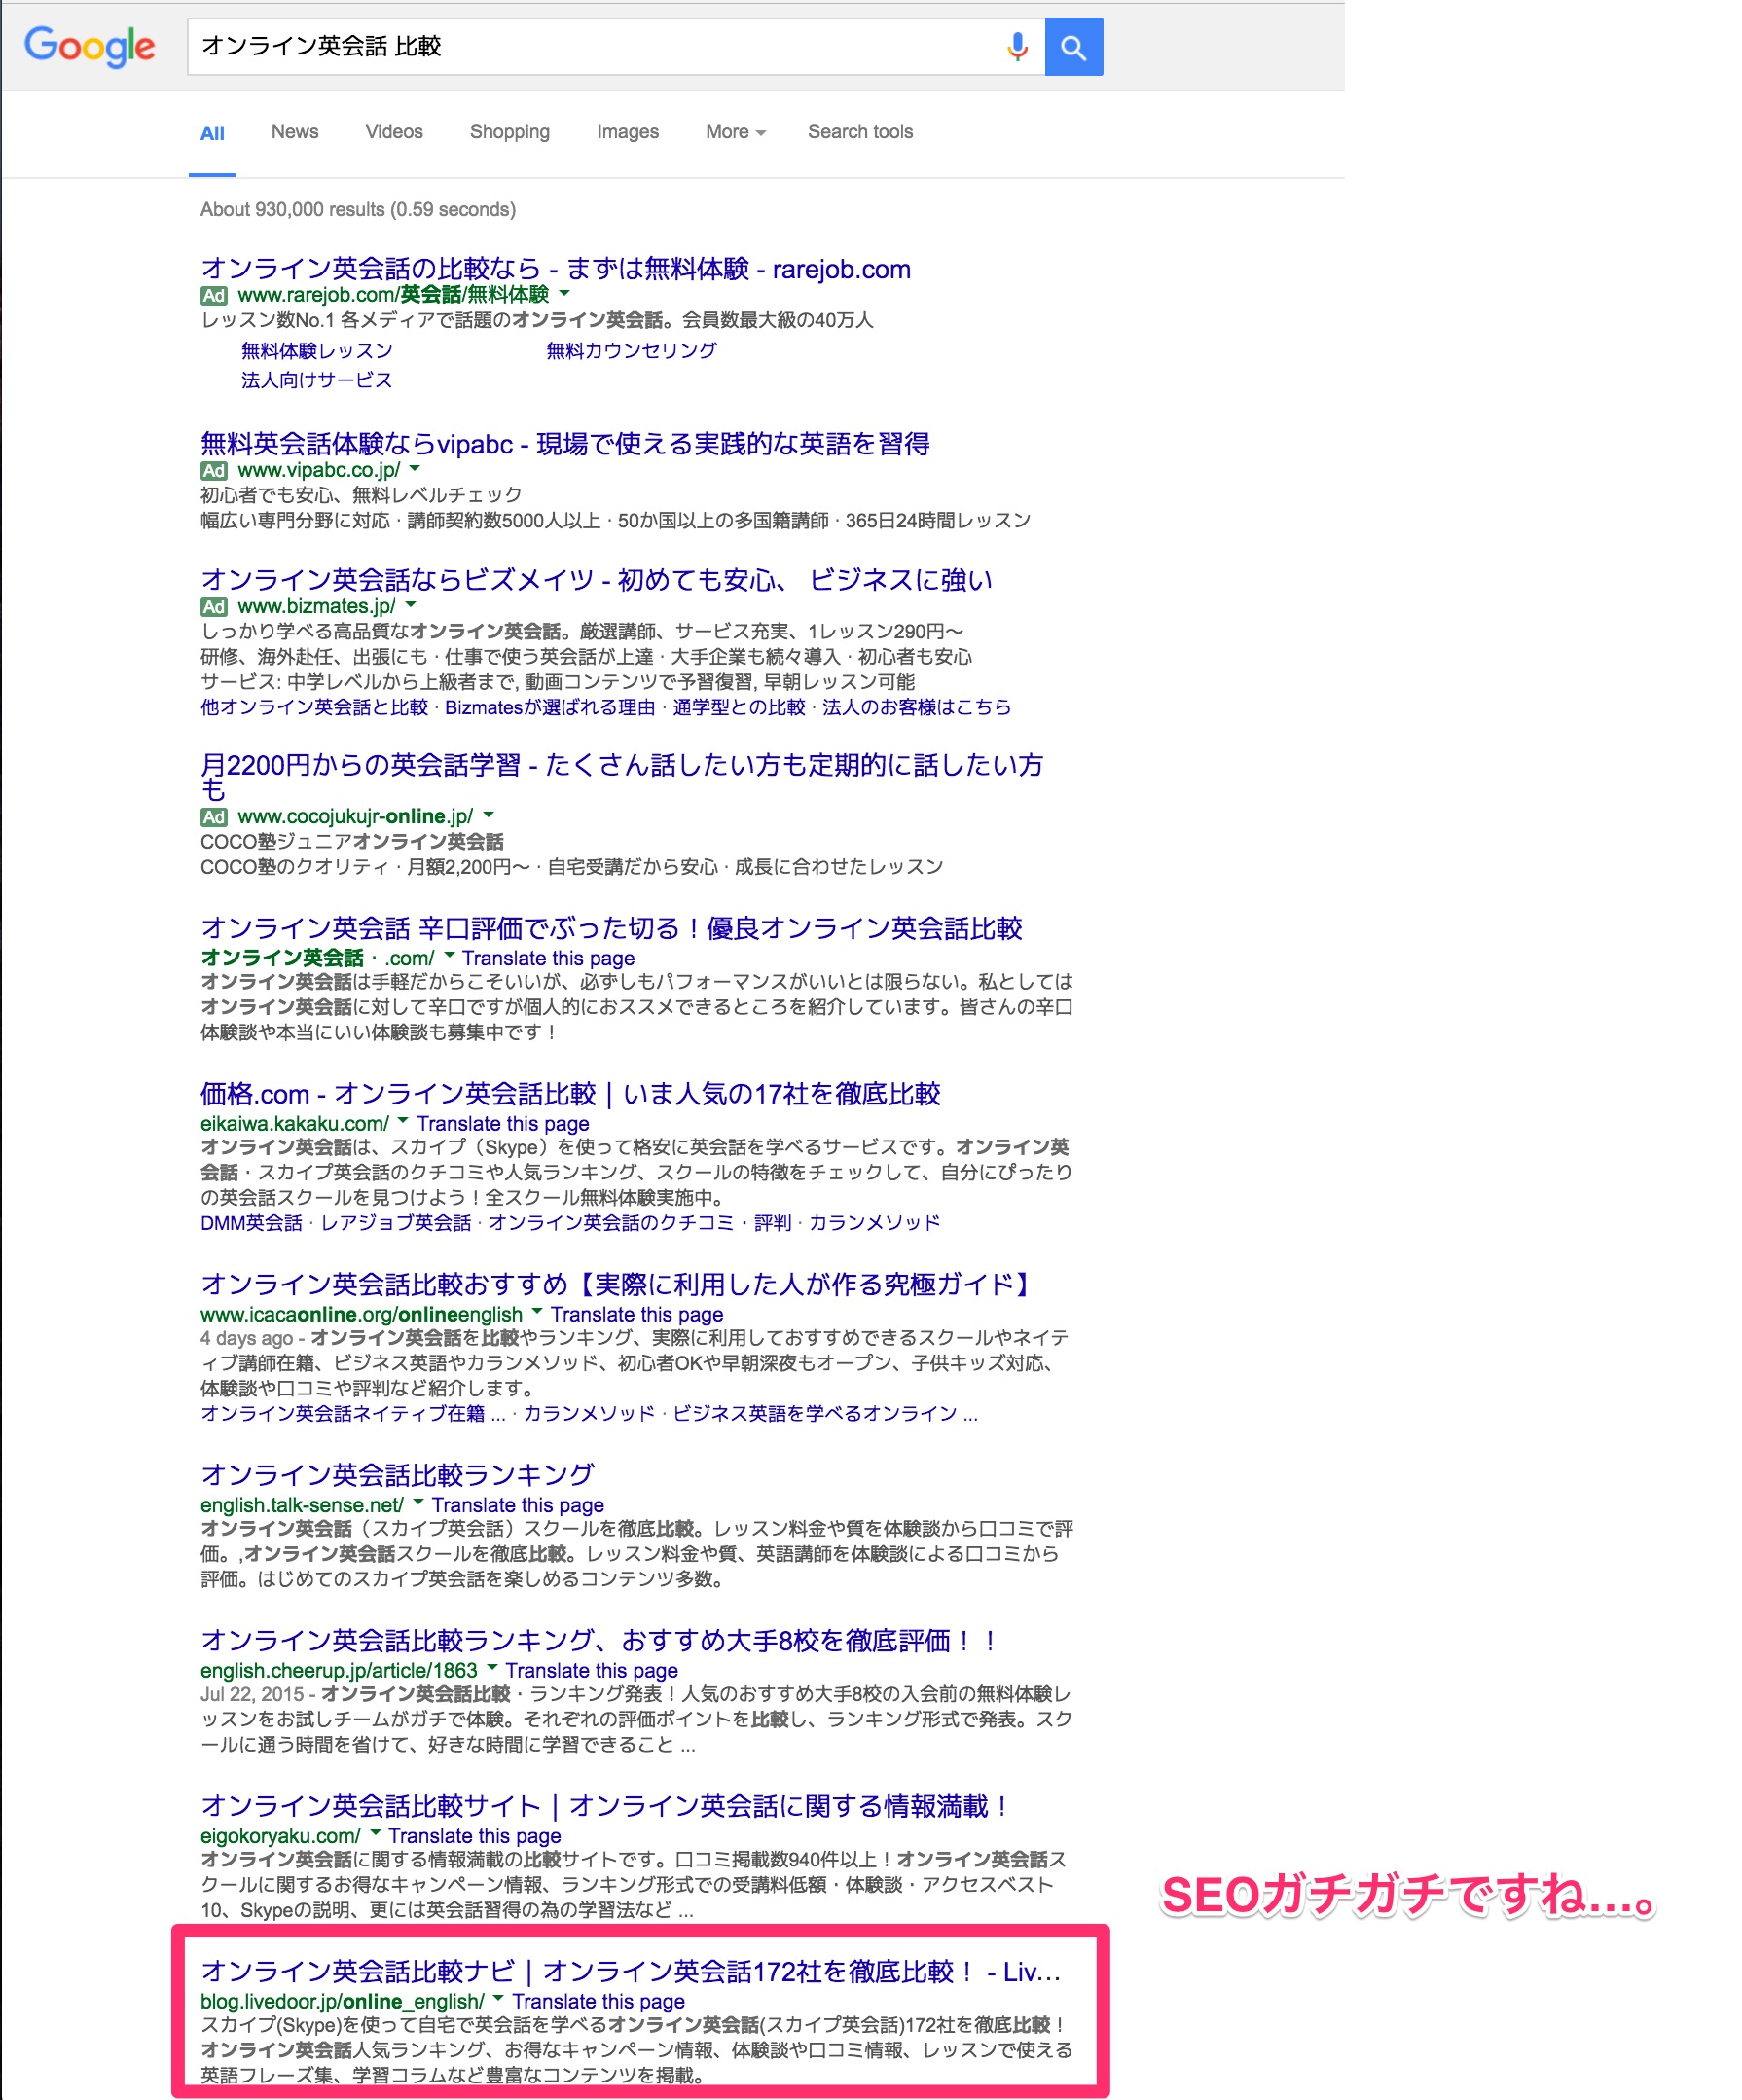 Google
オンライン英会話 比較
All News Videos Shopping Images More Search tools
About 930,000 results (0.59 seconds)
オンライン英会話の比較なら - まずは無料体験 - rarejob.com
Ad www.rarejob.com/英会話/無料体験
レッスン数No.1 各メディアで話題のオンライン英会話。会員数最大級の40万人
無料体験レッスン 無料カウンセリング
法人向けサービス
無料英会話体験ならvipabc - 現場で使える実践的な英語を習得
Ad www.vipabc.co.jp/
初心者でも安心、無料レベルチェック
幅広い専門分野に対応 · 講師契約数5000人以上 · 50か国以上の多国籍講師 · 365日24時間レッスン
オンライン英会話ならビズメイツ - 初めても安心、 ビジネスに強い
Ad www.bizmates.jp/
しっかり学べる高品質なオンライン英会話。厳選講師、サービス充実、1レッスン290円〜
研修、海外赴任、出張にも · 仕事で使う英会話が上達 · 大手企業も続々導入 · 初心者も安心
サービス: 中学レベルから上級者まで, 動画コンテンツで予習復習, 早朝レッスン可能
他オンライン英会話と比較 · Bizmatesが選ばれる理由 · 通学型との比較 · 法人のお客様はこちら
月2200円からの英会話学習 - たくさん話したい方も定期的に話したい方
も
Ad www.cocojukujr-online.jp/
COCO塾ジュニアオンライン英会話
COCO塾のクオリティ · 月額2,200円〜 · 自宅受講だから安心 · 成長に合わせたレッスン
オンライン英会話 辛口評価でぶった切る！優良オンライン英会話比較
オンライン英会話・.com/ Translate this page
オンライン英会話は手軽だからこそいいが、必ずしもパフォーマンスがいいとは限らない。私としては
オンライン英会話に対して辛口ですが個人的におススメできるところを紹介しています。皆さんの辛口
体験談や本当にいい体験談も募集中です！
価格.com - オンライン英会話比較｜いま人気の17社を徹底比較
eikaiwa.kakaku.com/ Translate this page
オンライン英会話は、スカイプ（Skype）を使って格安に英会話を学べるサービスです。オンライン英
会話・スカイプ英会話のクチコミや人気ランキング、スクールの特徴をチェックして、自分にぴったり
の英会話スクールを見つけよう！全スクール無料体験実施中。
DMM英会話 · レアジョブ英会話 · オンライン英会話のクチコミ・評判 · カランメソッド
オンライン英会話比較おすすめ【実際に利用した人が作る究極ガイド】
www.icacaonline.org/onlineenglish Translate this page
4 days ago - オンライン英会話を比較やランキング、実際に利用しておすすめできるスクールやネイテ
ィブ講師在籍、ビジネス英語やカランメソッド、初心者OKや早朝深夜もオープン、子供キッズ対応、
体験談や口コミや評判など紹介します。
オンライン英会話ネイティブ在籍 ... · カランメソッド · ビジネス英語を学べるオンライン ...
オンライン英会話比較ランキング
english.talk-sense.net/ Translate this page
オンライン英会話（スカイプ英会話）スクールを徹底比較。レッスン料金や質を体験談から口コミで評
価。,オンライン英会話スクールを徹底比較。レッスン料金や質、英語講師を体験談による口コミから
評価。はじめてのスカイプ英会話を楽しめるコンテンツ多数。
オンライン英会話比較ランキング、おすすめ大手8校を徹底評価！！
english.cheerup.jp/article/1863 Translate this page
Jul 22, 2015 - オンライン英会話比較・ランキング発表！人気のおすすめ大手8校の入会前の無料体験レ
ッスンをお試しチームがガチで体験。それぞれの評価ポイントを比較し、ランキング形式で発表。スク
ールに通う時間を省けて、好きな時間に学習できること ...
オンライン英会話比較サイト｜オンライン英会話に関する情報満載！
eigokoryaku.com/ Translate this page
オンライン英会話に関する情報満載の比較サイトです。口コミ掲載数940件以上！オンライン英会話ス
クールに関するお得なキャンペーン情報、ランキング形式での受講料低額・体験談・アクセスベスト
10、Skypeの説明、更には英会話習得の為の学習法など ...
SEOガチガチですね…。
オンライン英会話比較ナビ｜オンライン英会話172社を徹底比較！ - Liv...
blog.livedoor.jp/online_english/ Translate this page
スカイプ(Skype)を使って自宅で英会話を学べるオンライン英会話(スカイプ英会話)172社を徹底比較！
オンライン英会話人気ランキング、お得なキャンペーン情報、体験談や口コミ情報、レッスンで使える
英語フレーズ集、学習コラムなど豊富なコンテンツを掲載。